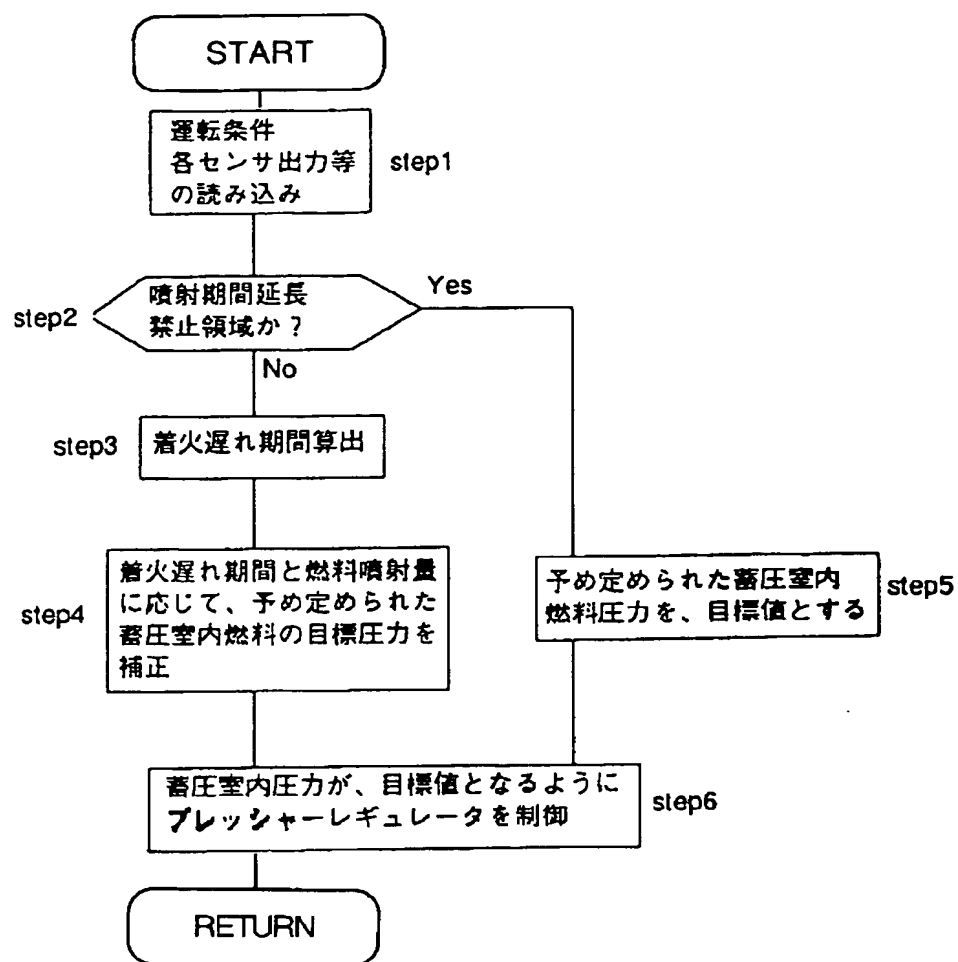 START
運転条件
各センサ出力等
の読み込み
step1
噴射期間延長
禁止領域か？
step2
Yes
No
step3
着火遅れ期間算出
着火遅れ期間と燃料噴射量
に応じて、予め定められた
蓄圧室内燃料の目標圧力を
補正
step4
予め定められた蓄圧室内
燃料圧力を、目標値とする
step5
蓄圧室内圧力が、目標値となるように
プレッシャーレギュレータを制御
step6
RETURN